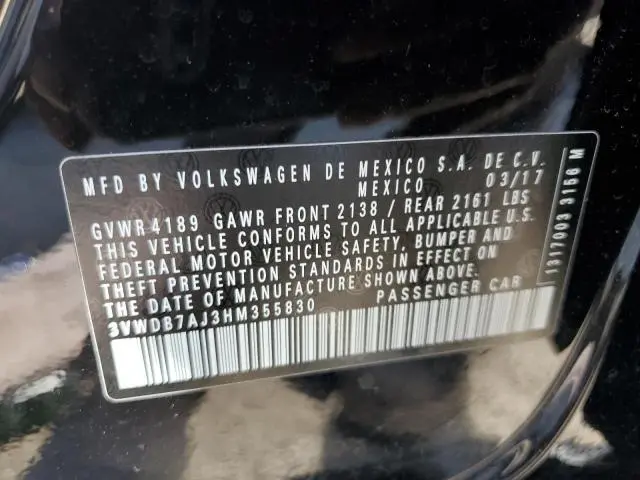 MFD BY VOLKSWAGEN DE MEXICO S.A. DE C.V.
MEXICO 03/17
GVWR 4189 GAWR FRONT 2138 / REAR 2161 LBS
THIS VEHICLE CONFORMS TO ALL APPLICABLE U.S.
FEDERAL MOTOR VEHICLE SAFETY, BUMPER AND
THEFT PREVENTION STANDARDS IN EFFECT ON
THE DATE OF MANUFACTURE SHOWN ABOVE.
3VWDB7AJ3HM355830 PASSENGER CAR
1817603 3156 M